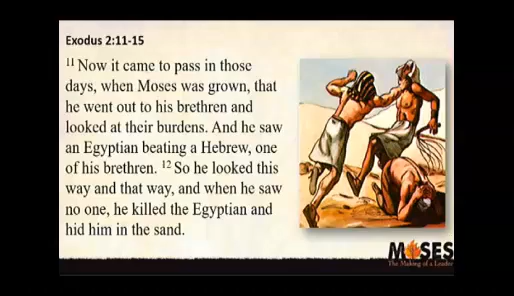 Exodus 2:11-15
11 Now it came to pass in those
days, when Moses was grown, that
he went out to his brethren and
looked at their burdens. And he saw
an Egyptian beating a Hebrew, one
of his brethren. 12 So he looked this
way and that way, and when he saw
no one, he killed the Egyptian and
hid him in the sand.
MOSES
The Making of a Leader